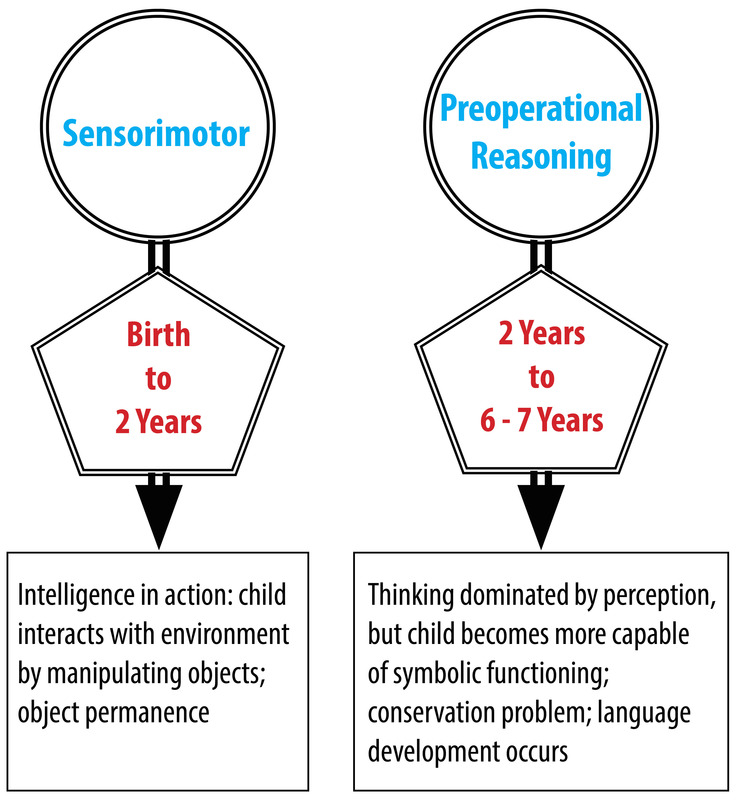 Sensorimotor
Birth
to
2 Years
Intelligence in action: child
interacts with environment
by manipulating objects;
object permanence
Preoperational
Reasoning
2 Years
to
6 - 7 Years
Thinking dominated by perception,
but child becomes more capable
of symbolic functioning;
conservation problem; language
development occurs